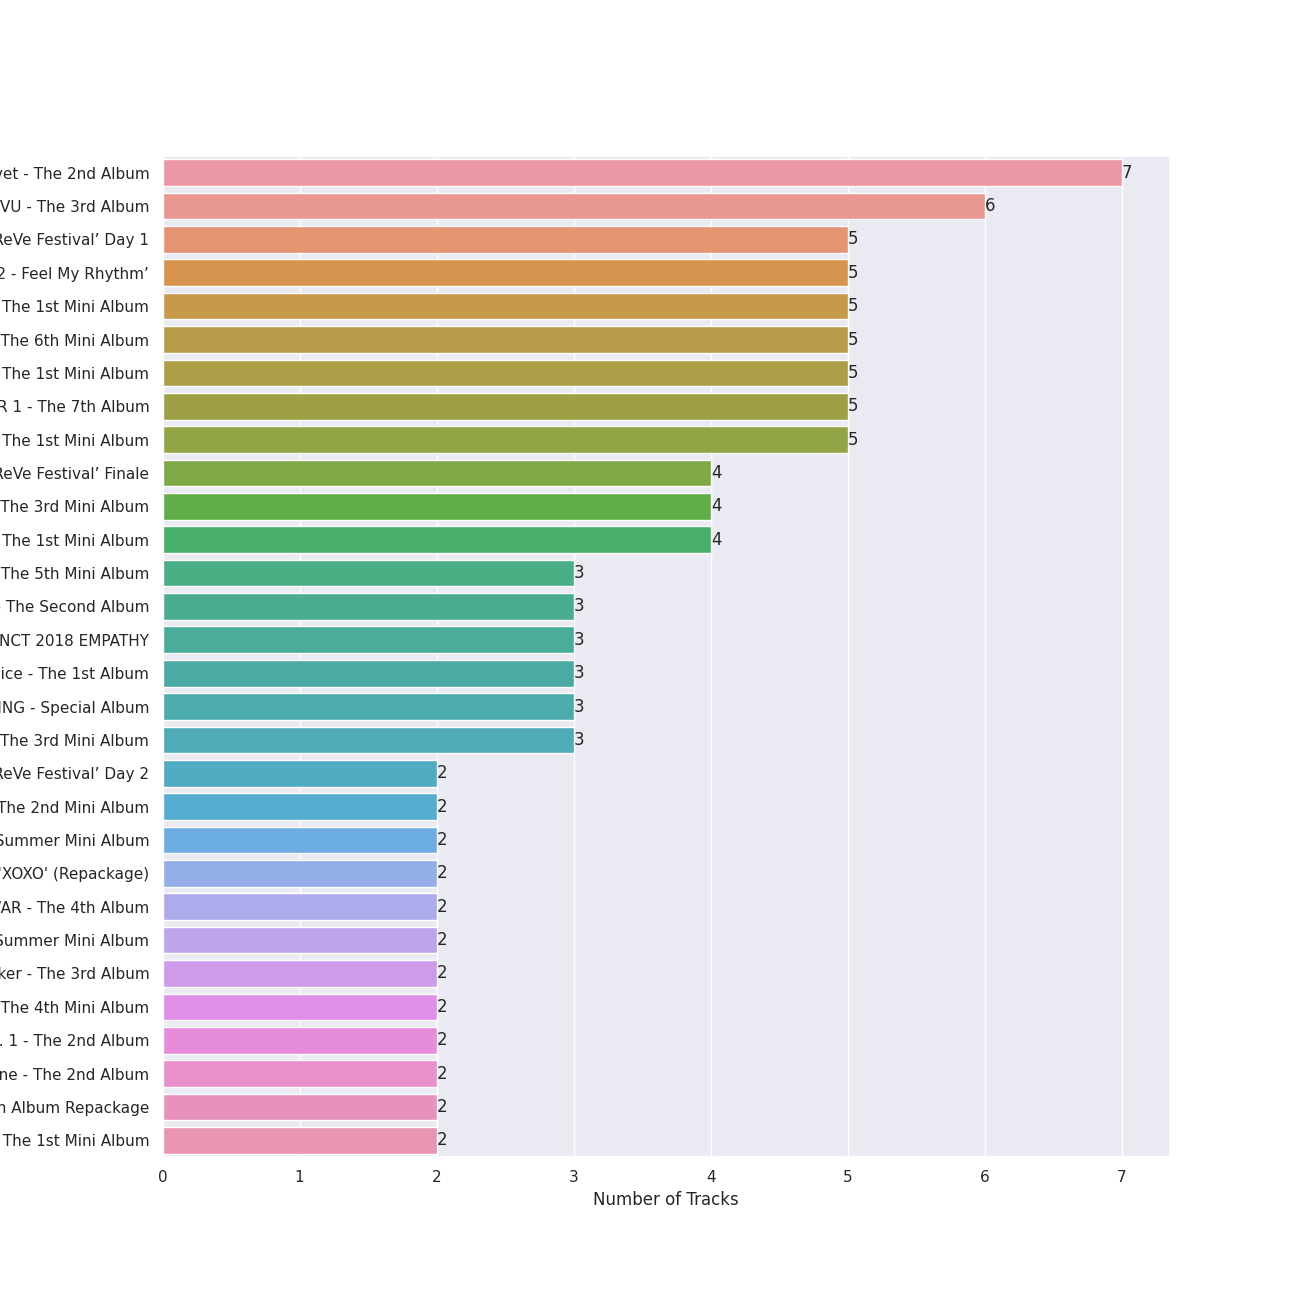 vet - The 2nd Album 7
VU - The 3rd Album 6
ReVe Festival’ Day 1 5
2 - Feel My Rhythm’ 5
The 1st Mini Album 5
The 6th Mini Album 5
The 1st Mini Album 5
R 1 - The 7th Album 5
The 1st Mini Album 5
ReVe Festival’ Finale 4
The 3rd Mini Album 4
The 1st Mini Album 4
The 5th Mini Album 3
- The Second Album 3
NCT 2018 EMPATHY 3
ice - The 1st Album 3
ING - Special Album 3
The 3rd Mini Album 3
ReVe Festival’ Day 2 2
The 2nd Mini Album 2
Summer Mini Album 2
'XOXO' (Repackage) 2
AR - The 4th Album 2
Summer Mini Album 2
ker - The 3rd Album 2
The 4th Mini Album 2
. 1 - The 2nd Album 2
ne - The 2nd Album 2
h Album Repackage 2
The 1st Mini Album 2
0 1 2 3 4 5 6 7
Number of Tracks